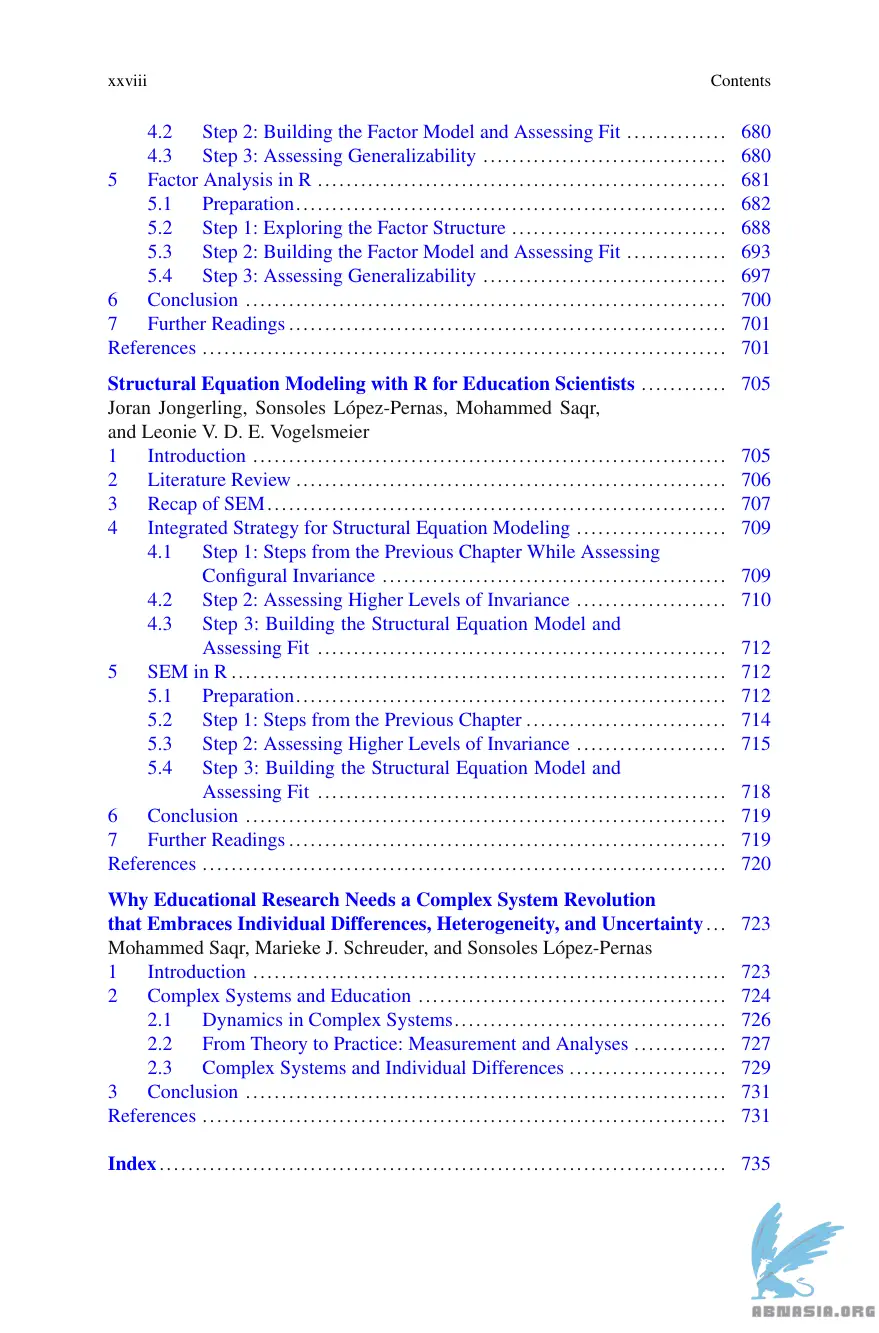 xxviii Contents
4.2 Step 2: Building the Factor Model and Assessing Fit .............. 680
4.3 Step 3: Assessing Generalizability .................................. 680
5 Factor Analysis in R ......................................................... 681
5.1 Preparation............................................................ 682
5.2 Step 1: Exploring the Factor Structure .............................. 688
5.3 Step 2: Building the Factor Model and Assessing Fit .............. 693
5.4 Step 3: Assessing Generalizability .................................. 697
6 Conclusion ................................................................... 700
7 Further Readings ............................................................. 701
References ......................................................................... 701
Structural Equation Modeling with R for Education Scientists ............ 705
Joran Jongerling, Sonsoles López-Pernas, Mohammed Saqr,
and Leonie V. D. E. Vogelsmeier
1 Introduction .................................................................. 705
2 Literature Review ............................................................ 706
3 Recap of SEM................................................................ 707
4 Integrated Strategy for Structural Equation Modeling ..................... 709
4.1 Step 1: Steps from the Previous Chapter While Assessing
Configural Invariance ................................................ 709
4.2 Step 2: Assessing Higher Levels of Invariance ..................... 710
4.3 Step 3: Building the Structural Equation Model and
Assessing Fit ......................................................... 712
5 SEM in R ..................................................................... 712
5.1 Preparation............................................................ 712
5.2 Step 1: Steps from the Previous Chapter ............................ 714
5.3 Step 2: Assessing Higher Levels of Invariance ..................... 715
5.4 Step 3: Building the Structural Equation Model and
Assessing Fit ......................................................... 718
6 Conclusion ................................................................... 719
7 Further Readings ............................................................. 719
References ......................................................................... 720
Why Educational Research Needs a Complex System Revolution
that Embraces Individual Differences, Heterogeneity, and Uncertainty ... 723
Mohammed Saqr, Marieke J. Schreuder, and Sonsoles López-Pernas
1 Introduction .................................................................. 723
2 Complex Systems and Education ........................................... 724
2.1 Dynamics in Complex Systems...................................... 726
2.2 From Theory to Practice: Measurement and Analyses ............. 727
2.3 Complex Systems and Individual Differences ...................... 729
3 Conclusion ................................................................... 731
References ......................................................................... 731
Index ............................................................................... 735
ABNASIA.ORG